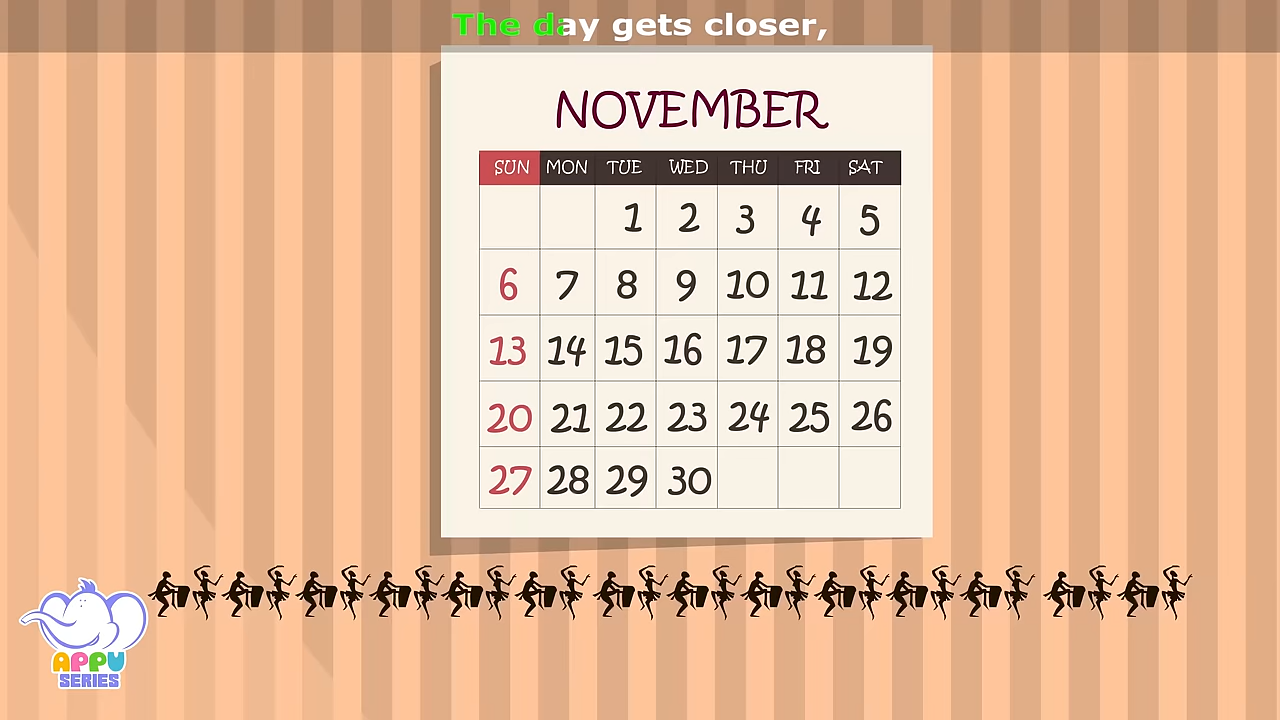 The day gets closer,
NOVEMBER
SUN MON TUE WED THU FRI SAT
1 2 3 4 5
6 7 8 9 10 11 12
13 14 15 16 17 18 19
20 21 22 23 24 25 26
27 28 29 30
APPU
SERIES